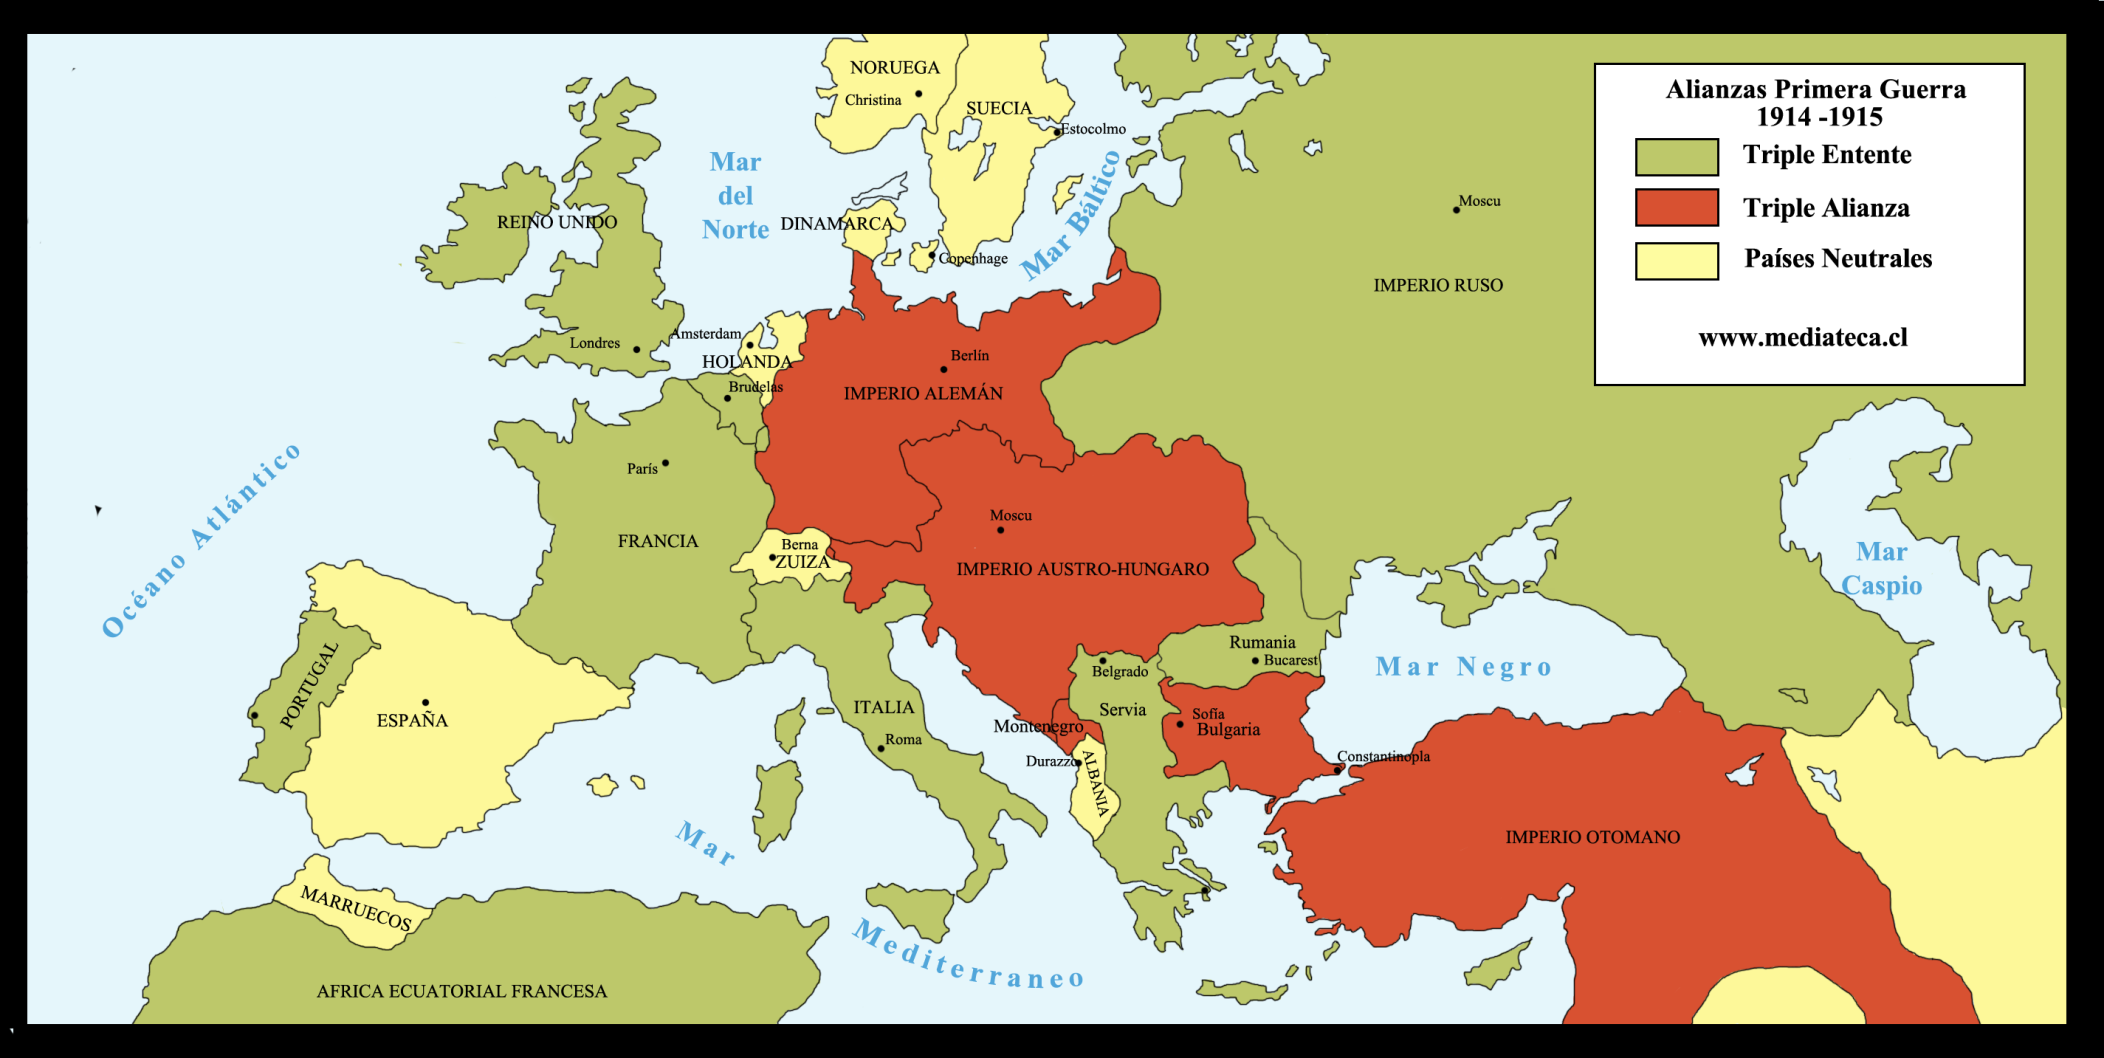 Alianzas Primera Guerra
1914 -1915
Triple Entente
Triple Alianza
Países Neutrales
www.mediateca.cl
NORUEGA
Christina
SUECIA
Estocolmo
Mar
del
Norte
Mar Báltico
DINAMARCA
Copenhage
REINO UNIDO
Londres
Moscu
IMPERIO RUSO
Amsterdam
HOLANDA
Brudelas
Berlín
IMPERIO ALEMÁN
París
FRANCIA
Océano Atlántico
Moscu
IMPERIO AUSTRO-HUNGARO
Berna
ZUIZA
Mar
Caspio
Rumania
Bucarest
Mar Negro
Belgrado
Servia
PORTUGAL
ESPAÑA
ITALIA
Roma
Montenegro
Durazzo
ALBANIA
Sofía
Bulgaria
Constantinopla
IMPERIO OTOMANO
Mar
Mediterraneo
MARRUECOS
AFRICA ECUATORIAL FRANCESA